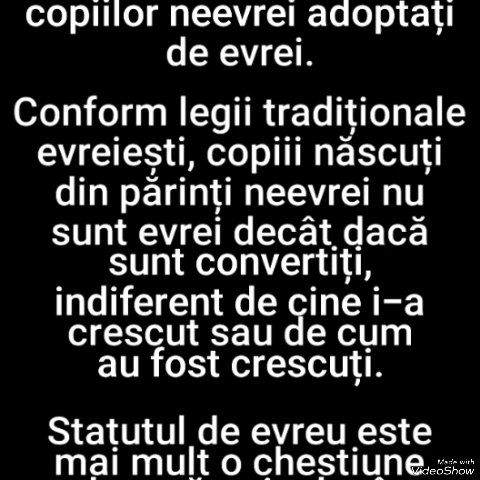 copiilor neevrei adoptați
de evrei.
Conform legii tradiționale
evreiești, copiii născuți
din părinți neevrei nu
sunt evrei decât dacă
sunt convertiți,
indiferent de cine i-a
crescut sau de cum
au fost crescuți.
Statutul de evreu este
mai mult o chestiune
Made with
VideoShow